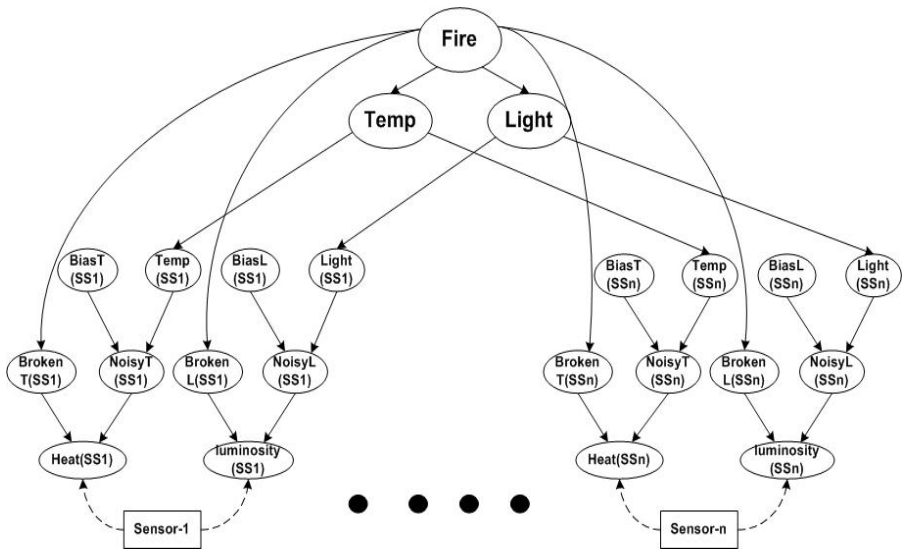 Fire
Temp
Light
BiasT
(SS1)
Temp
(SS1)
BiasL
(SS1)
Light
(SS1)
BiasT
(SSn)
Temp
(SSn)
BiasL
(SSn)
Light
(SSn)
Broken
T(SS1)
NoisyT
(SS1)
Broken
L(SS1)
NoisyL
(SS1)
Broken
T(SSn)
NoisyT
(SSn)
Broken
L(SSn)
NoisyL
(SSn)
Heat(SS1)
luminosity
(SS1)
Heat(SSn)
luminosity
(SSn)
Sensor-1
Sensor-n